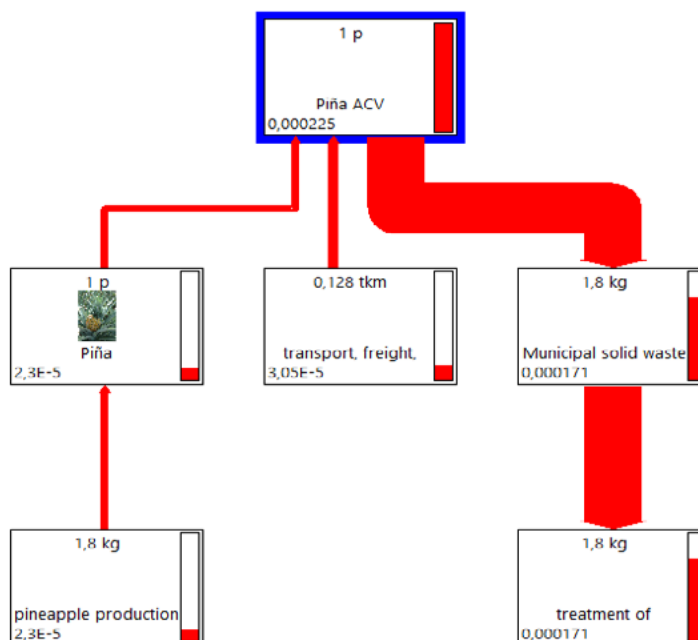 1 p
Piña ACV
0,000225
1 p
Piña
2,3E-5
0,128 tkm
transport, freight,
3,05E-5
1,8 kg
Municipal solid waste
0,000171
1,8 kg
pineapple production
2,3E-5
1,8 kg
treatment of
0,000171